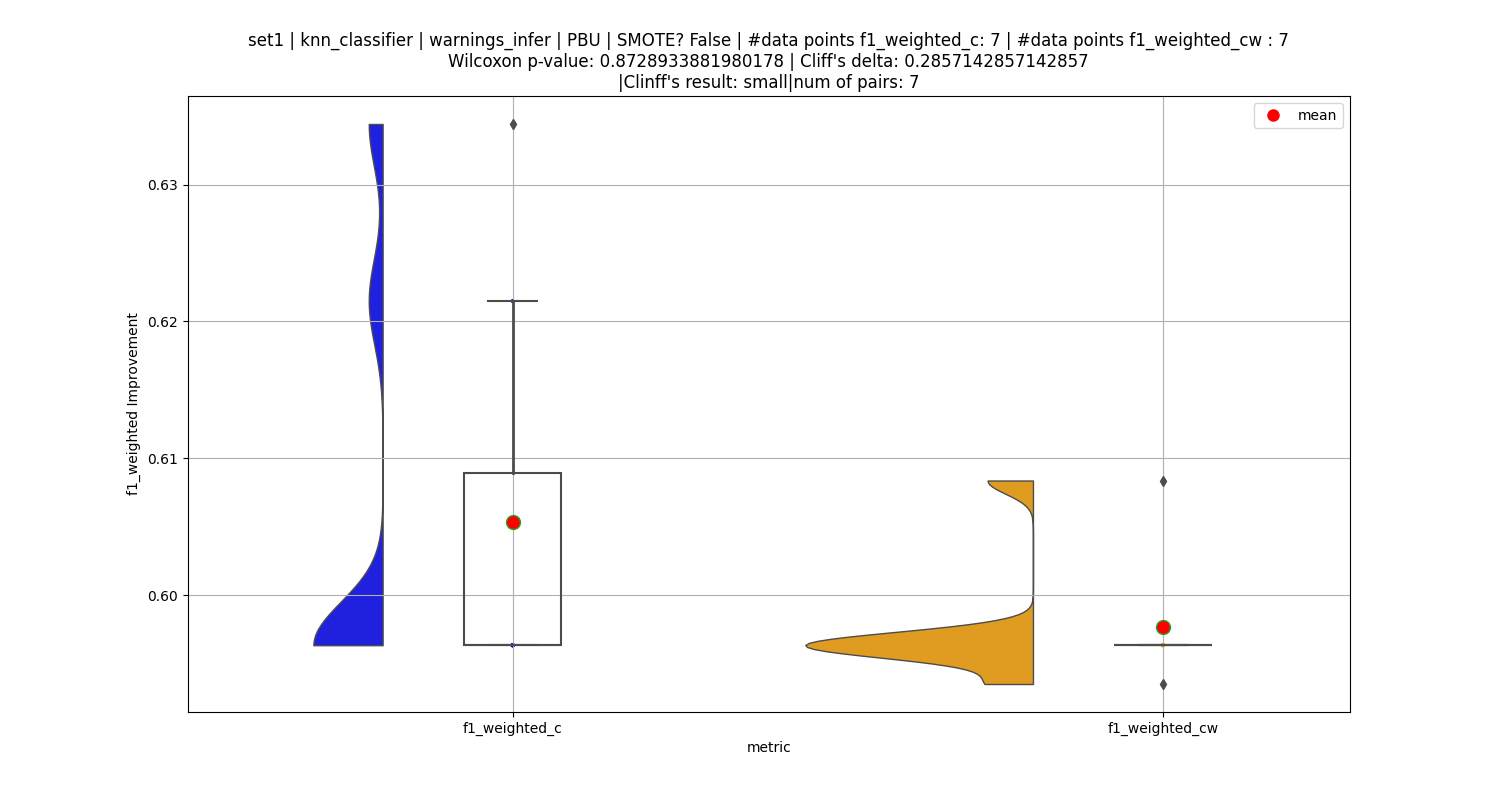 set1 | knn_classifier | warnings_infer | PBU | SMOTE? False | #data points f1_weighted_c: 7 | #data points f1_weighted_cw : 7
Wilcoxon p-value: 0.8728933881980178 | Cliff's delta: 0.2857142857142857
|Clinff's result: small|num of pairs: 7
mean
0.63
0.62
0.61
0.60
f1_weighted Improvement
f1_weighted_c
f1_weighted_cw
metric